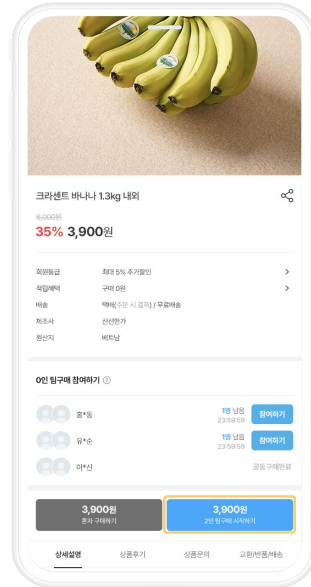 크라센트 바나나 1.3kg 내외
6,000원
35% 3,900원
회원등급 최대 5% 추가할인
적립혜택 구매 0원
배송 택배(주문 시 결제) / 무료배송
제조사 신선한가
원산지 베트남
0인 팀구매 참여하기 ?
홍*동 1명 남음 참여하기
23:59:59
유*순 1명 남음 참여하기
23:59:59
이*신 공동구매완료
3,900원 3,900원
혼자 구매하기 2인 팀구매 시작하기
상세설명 상품후기 상품문의 교환/반품/배송